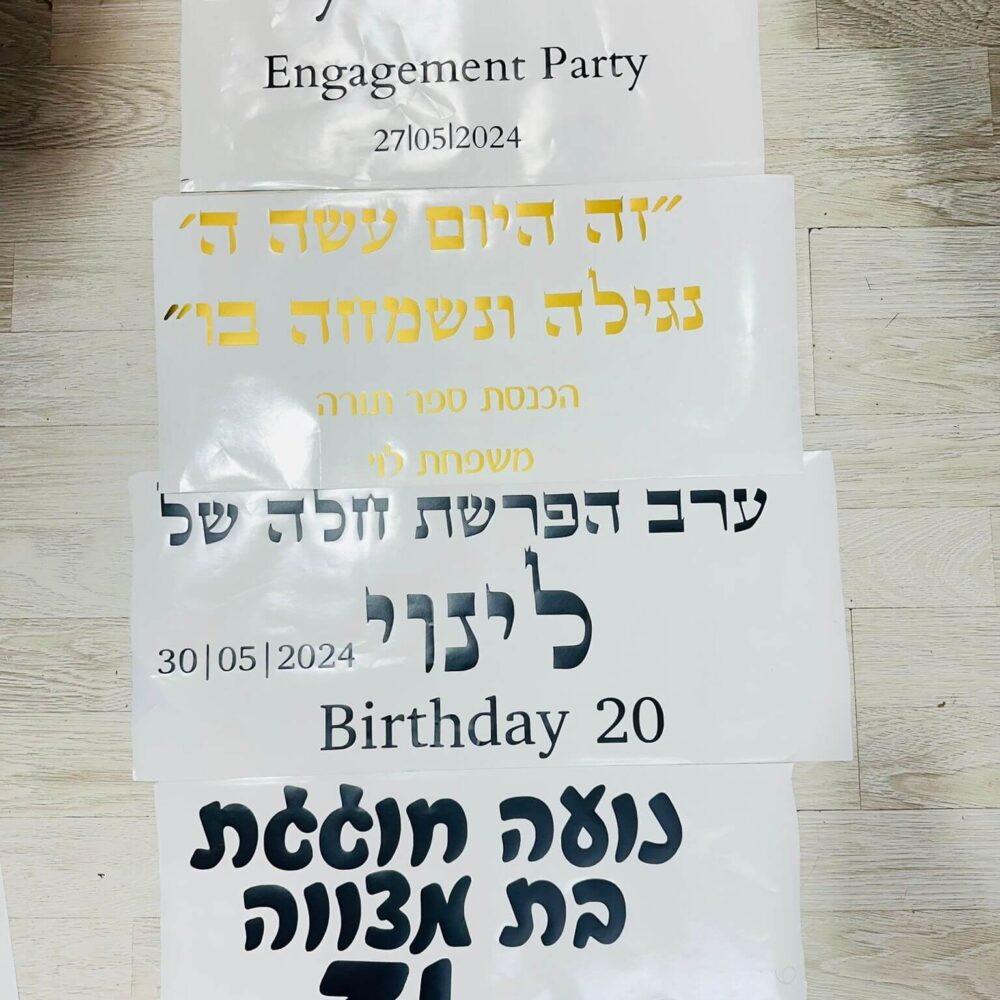 Engagement Party
27|05|2024
״זה היום עשה ה׳
נגילה ונשמחה בו״
הכנסת ספר תורה
משפחת לוי
ערב הפרשת חלה של
לינוי
30|05|2024
Birthday 20
נועה חוגגת
בת מצווה